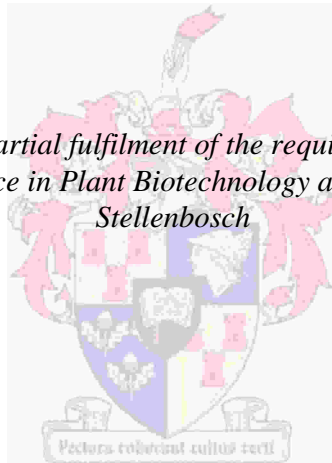 artial fulfilment of the requi
ce in Plant Biotechnology a
Stellenbosch
Pectora roborant cultus recti